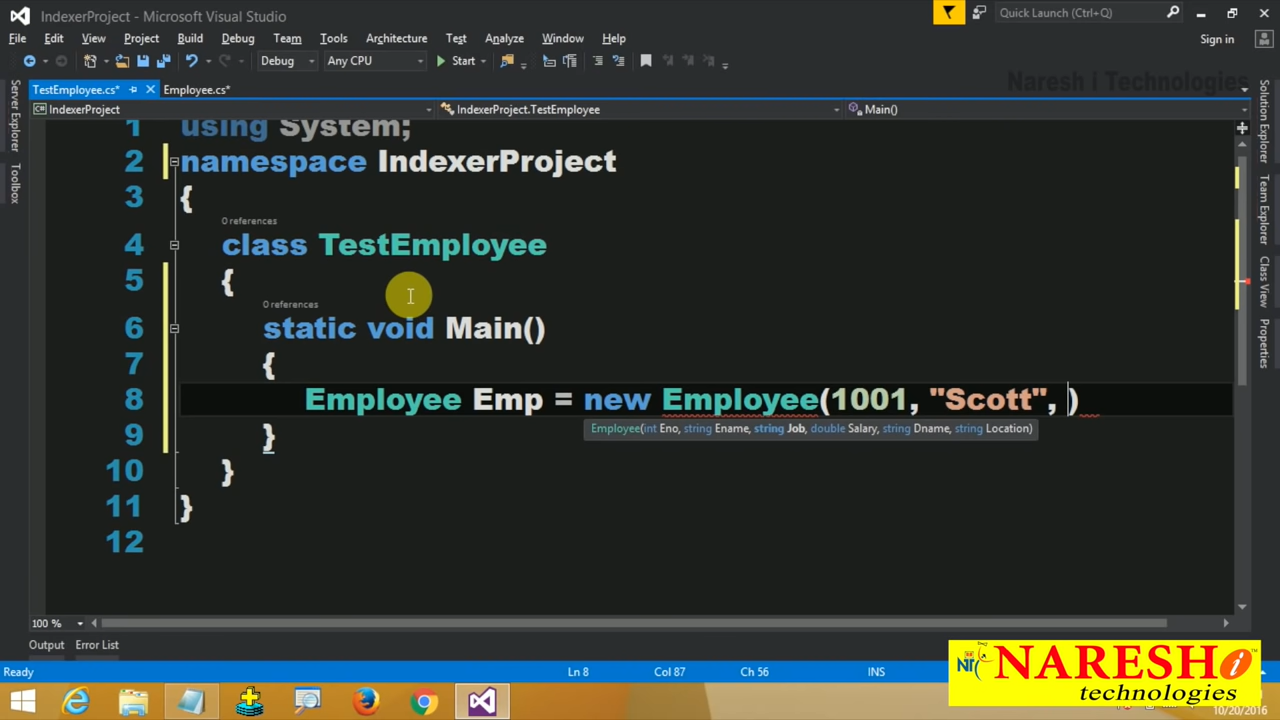 IndexerProject - Microsoft Visual Studio
Quick Launch (Ctrl+Q)
File Edit View Project Build Debug Team Tools Architecture Test Analyze Window Help
Sign in
Debug Any CPU Start
Naresh i Technologies
TestEmployee.cs* Employee.cs*
IndexerProject IndexerProject.TestEmployee Main()
Server Explorer
Toolbox
Solution Explorer
Team Explorer
Class View
Properties
1 using System;
2 namespace IndexerProject
3 {
0 references
4 class TestEmployee
5 {
0 references
6 static void Main()
7 {
8 Employee Emp = new Employee(1001, "Scott", )
Employee(int Eno, string Ename, string Job, double Salary, string Dname, string Location)
9 }
10 }
11 }
12
100 %
Output Error List
Ready Ln 8 Col 87 Ch 56 INS
NARESH i
technologies
10/20/2016